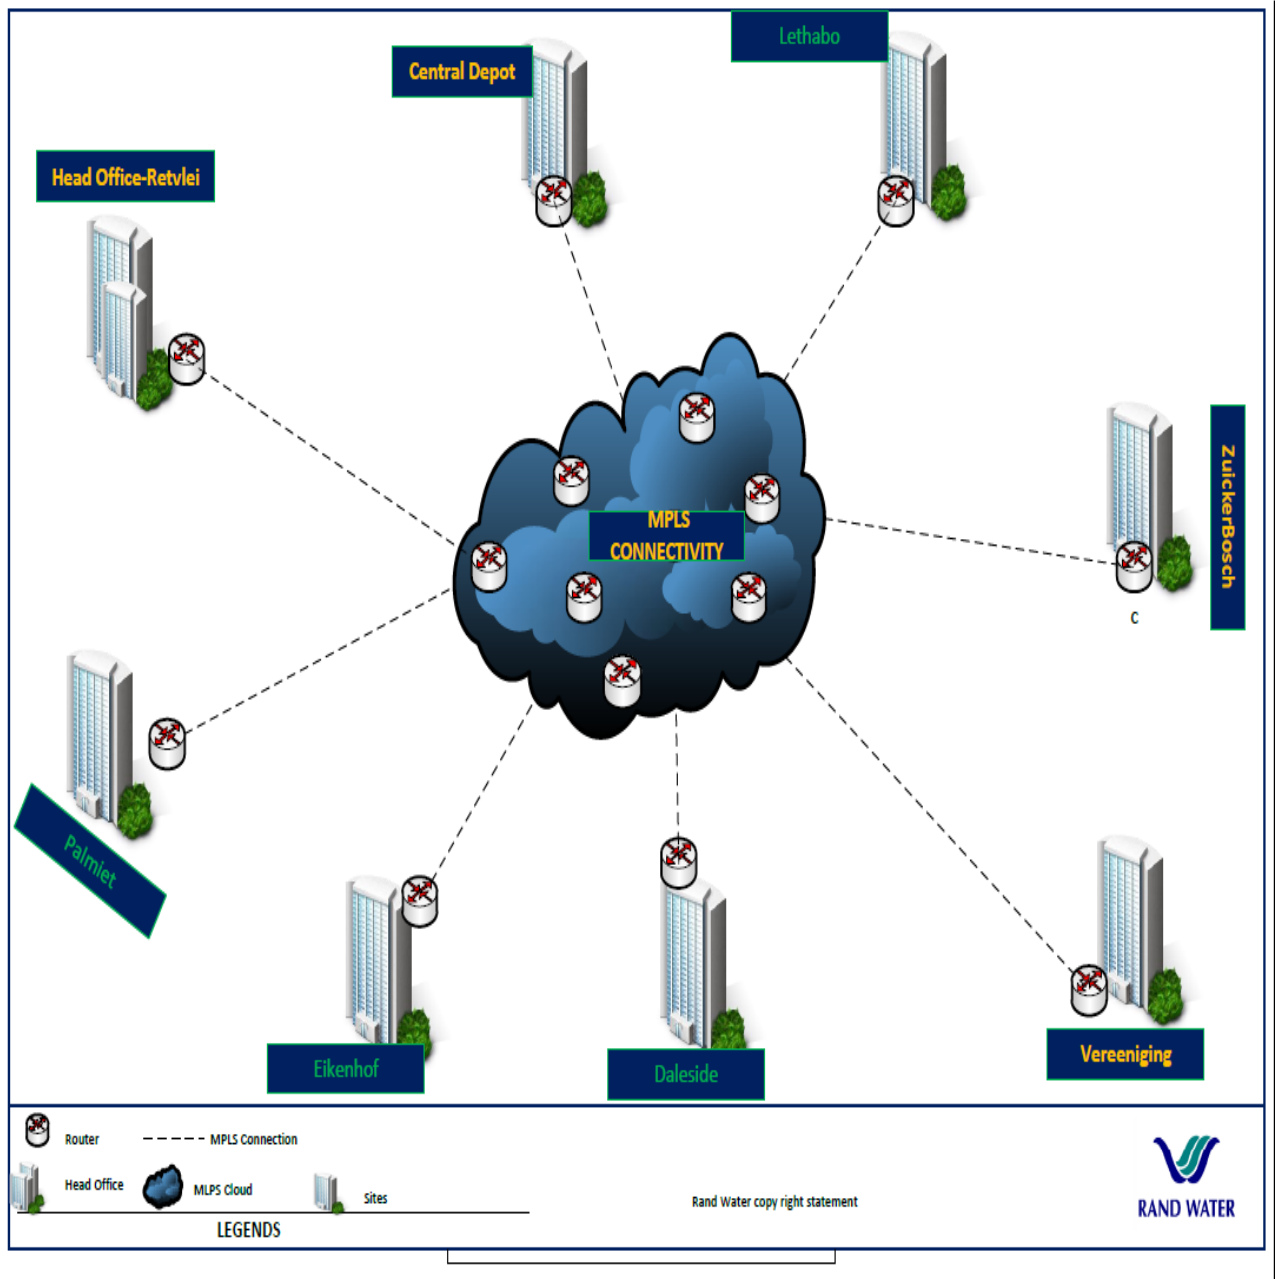 Lethabo
Central Depot
Head Office-Retvlei
ZuickerBosch
MPLS
CONNECTIVITY
C
Palmiet
Eikenhof
Daleside
Vereeniging
Router
MPLS Connection
Head Office
MLPS Cloud
Sites
Rand Water copy right statement
RAND WATER
LEGENDS